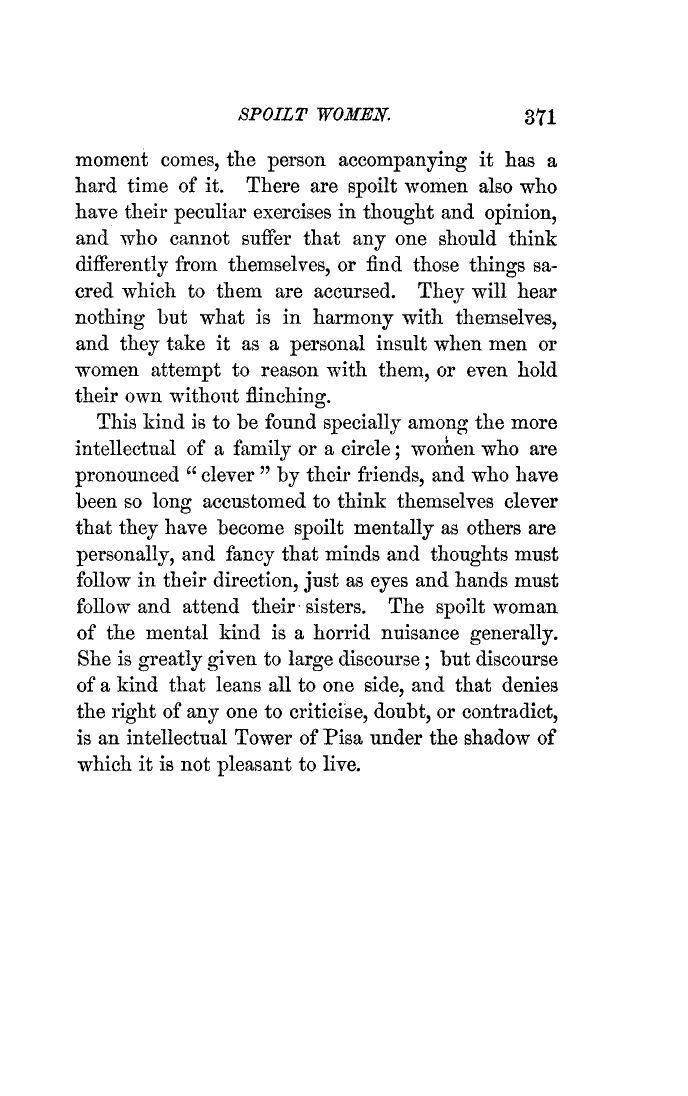 SPOILT WOMEN. 371
moment comes, the person accompanying it has a
hard time of it. There are spoilt women also who
have their peculiar exercises in thought and opinion,
and who cannot suffer that any one should think
differently from themselves, or find those things sa-
cred which to them are accursed. They will hear
nothing but what is in harmony with themselves,
and they take it as a personal insult when men or
women attempt to reason with them, or even hold
their own without flinching.
This kind is to be found specially among the more
intellectual of a family or a circle; women who are
pronounced “ clever ” by their friends, and who have
been so long accustomed to think themselves clever
that they have become spoilt mentally as others are
personally, and fancy that minds and thoughts must
follow in their direction, just as eyes and hands must
follow and attend their sisters. The spoilt woman
of the mental kind is a horrid nuisance generally.
She is greatly given to large discourse; but discourse
of a kind that leans all to one side, and that denies
the right of any one to criticise, doubt, or contradict,
is an intellectual Tower of Pisa under the shadow of
which it is not pleasant to live.